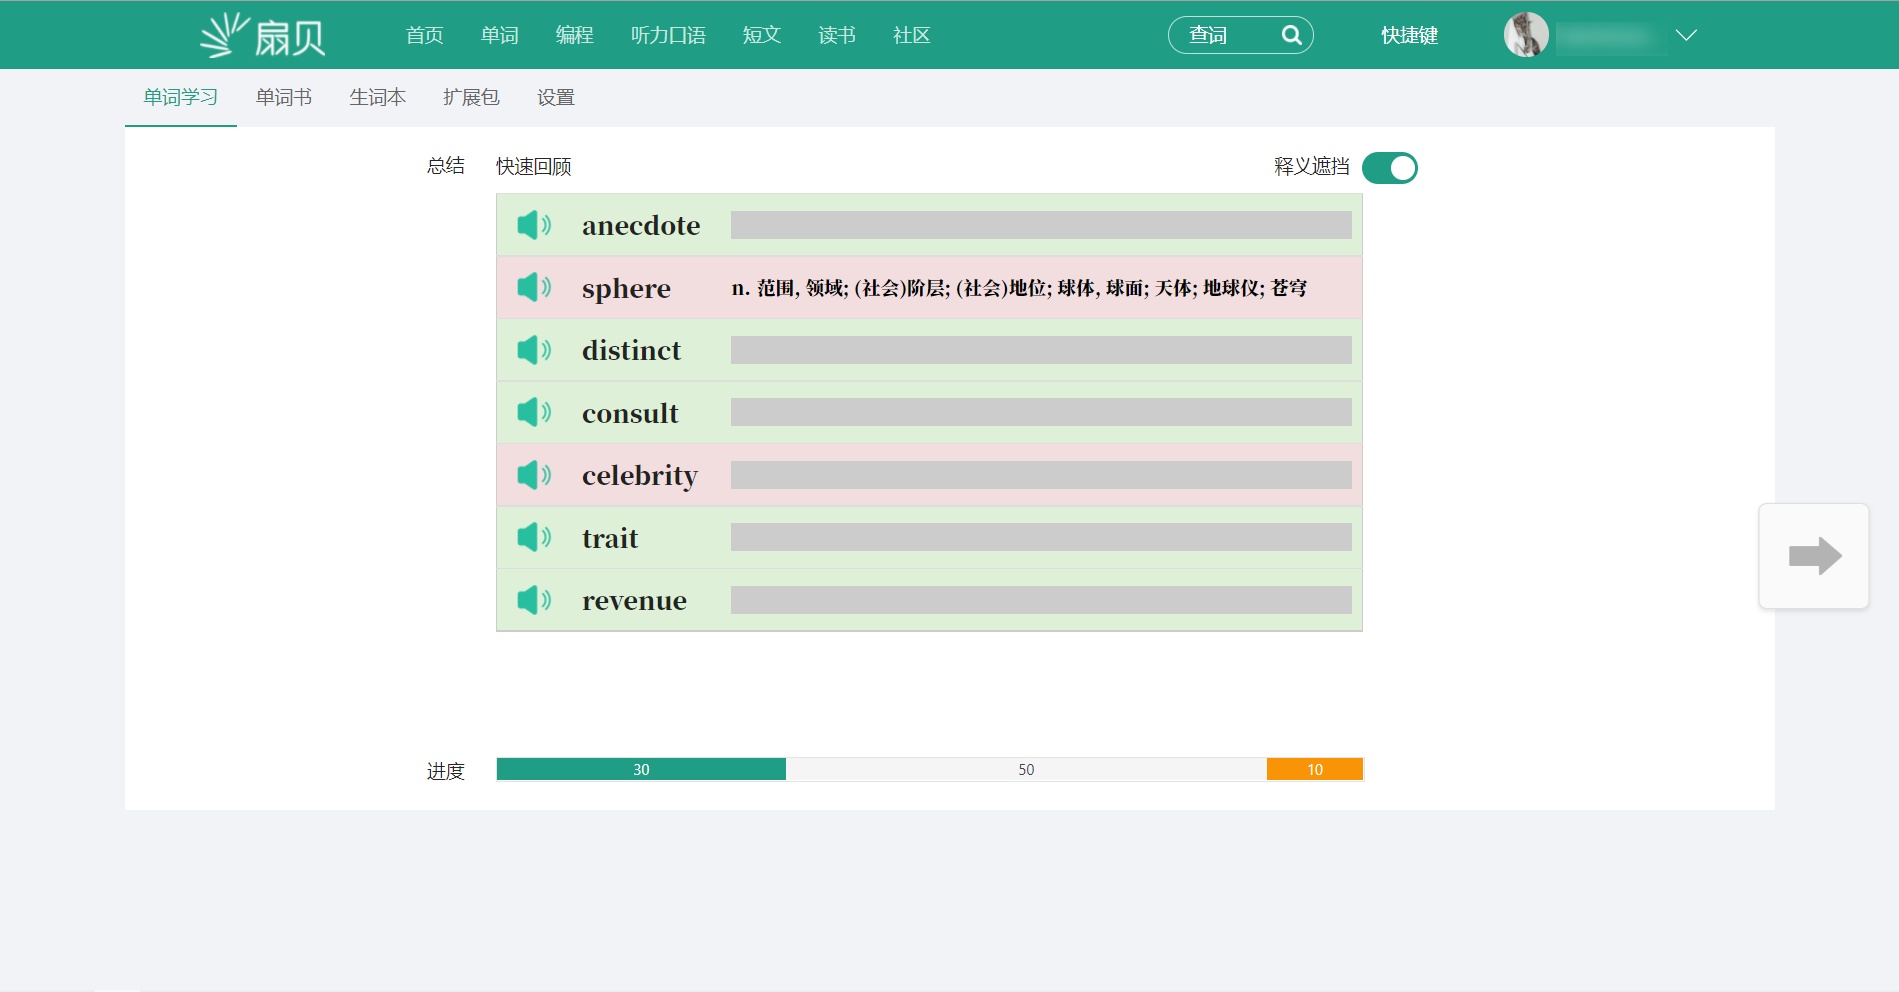 扇贝 首页 单词 编程 听力口语 短文 读书 社区 查词 快捷键
单词学习 单词书 生词本 扩展包 设置
总结 快速回顾 释义遮挡
anecdote
sphere n. 范围, 领域; (社会)阶层; (社会)地位; 球体, 球面; 天体; 地球仪; 苍穹
distinct
consult
celebrity
trait
revenue
进度 30 50 10